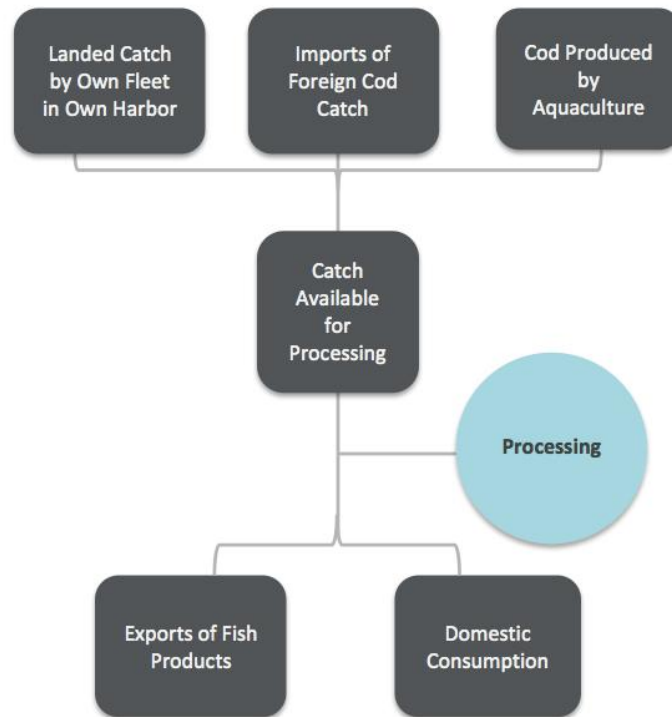 Landed Catch
by Own Fleet
in Own Harbor
Imports of
Foreign Cod
Catch
Cod Produced
by
Aquaculture
Catch
Available
for
Processing
Processing
Exports of Fish
Products
Domestic
Consumption